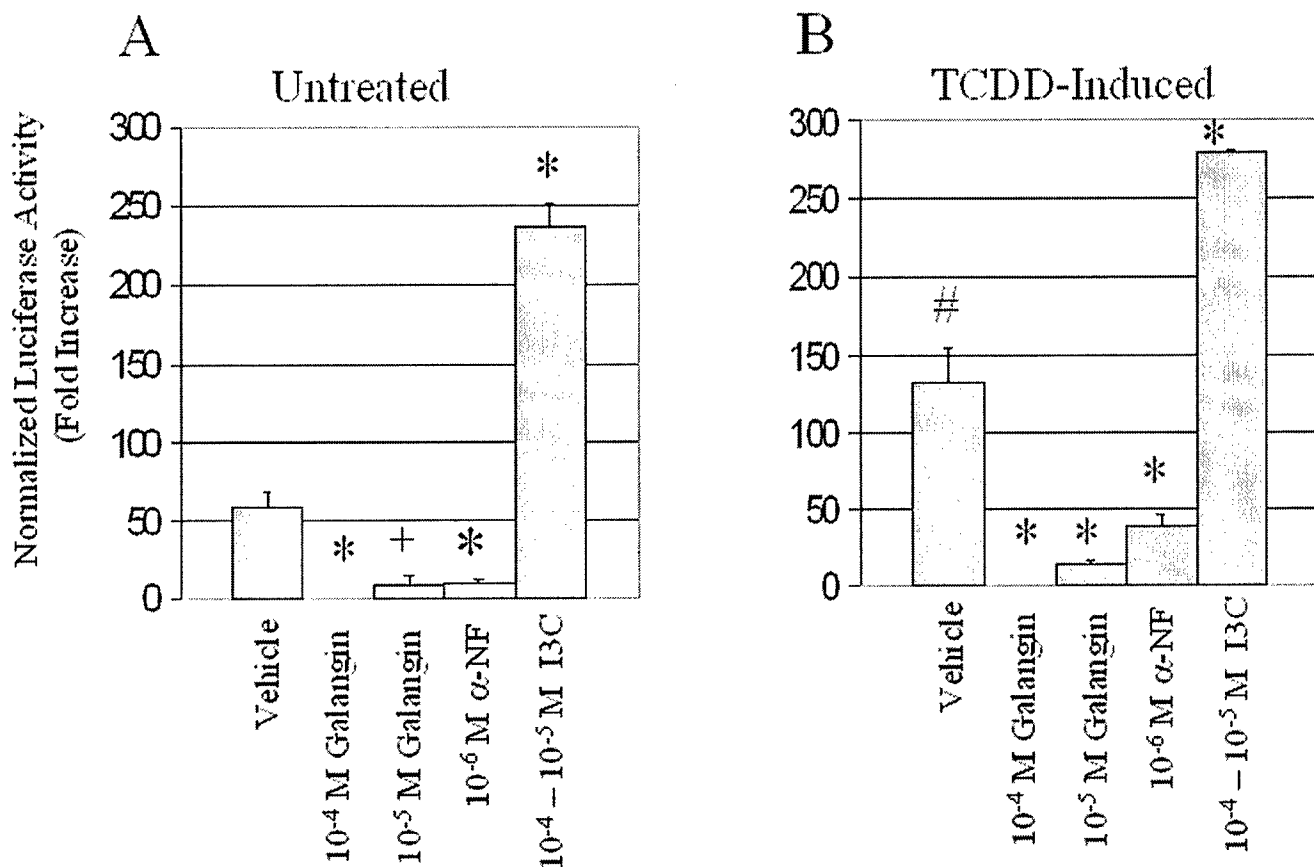 A
Untreated
Normalized Luciferase Activity
(Fold Increase)
300
250
200
150
100
50
0
*
+
*
*
Vehicle
10⁻⁴ M Galangin
10⁻⁵ M Galangin
10⁻⁶ M α-NF
10⁻⁴ – 10⁻⁵ M I3C
B
TCDD-Induced
300
250
200
150
100
50
0
#
*
*
*
*
Vehicle
10⁻⁴ M Galangin
10⁻⁵ M Galangin
10⁻⁶ M α-NF
10⁻⁴ – 10⁻⁵ M I3C